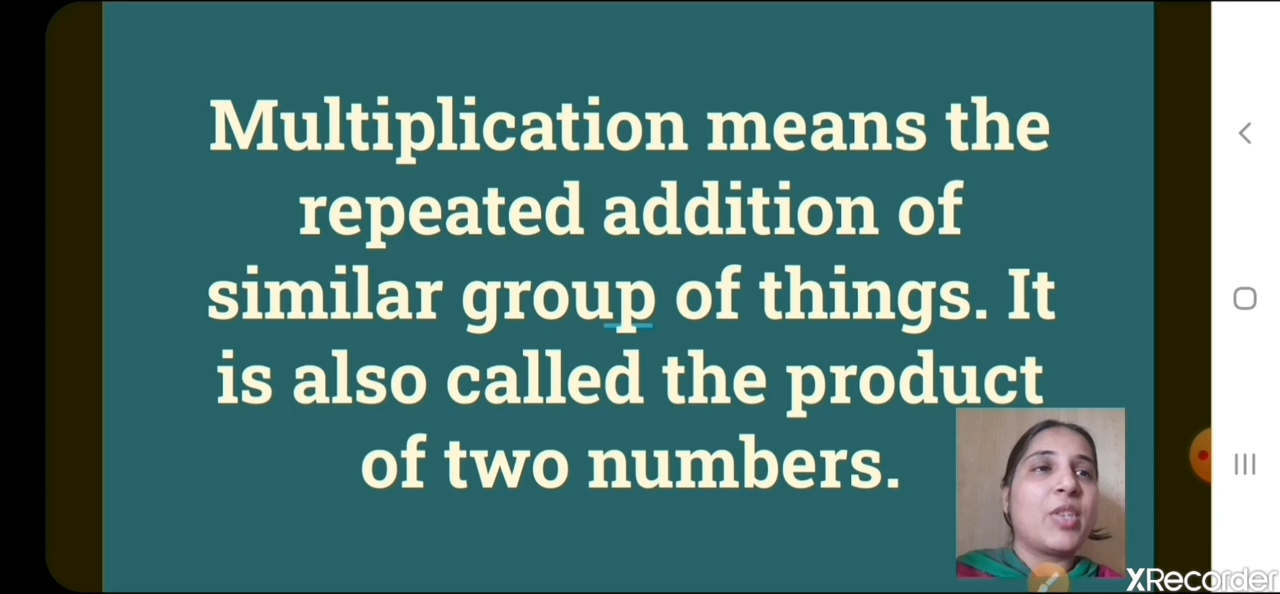 Multiplication means the
repeated addition of
similar group of things. It
is also called the product
of two numbers.
XRecorder